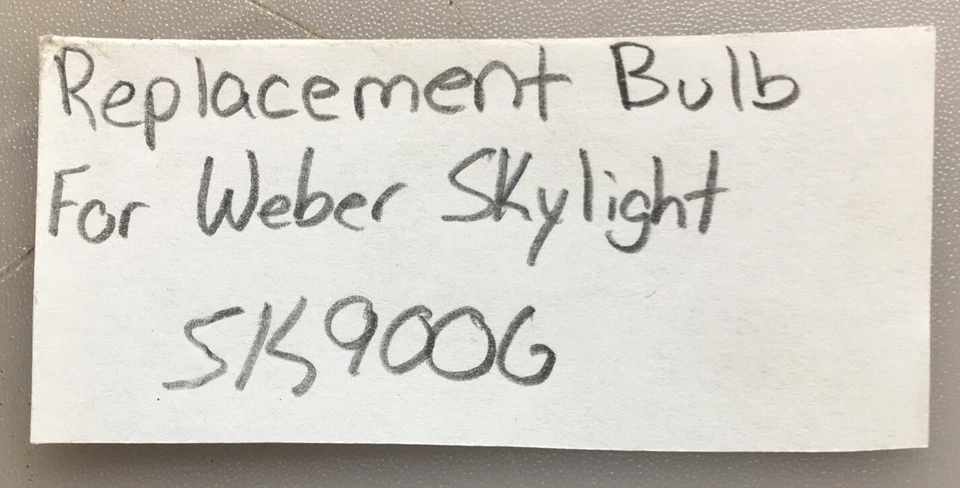 Replacement Bulb
For Weber Skylight
SK9006